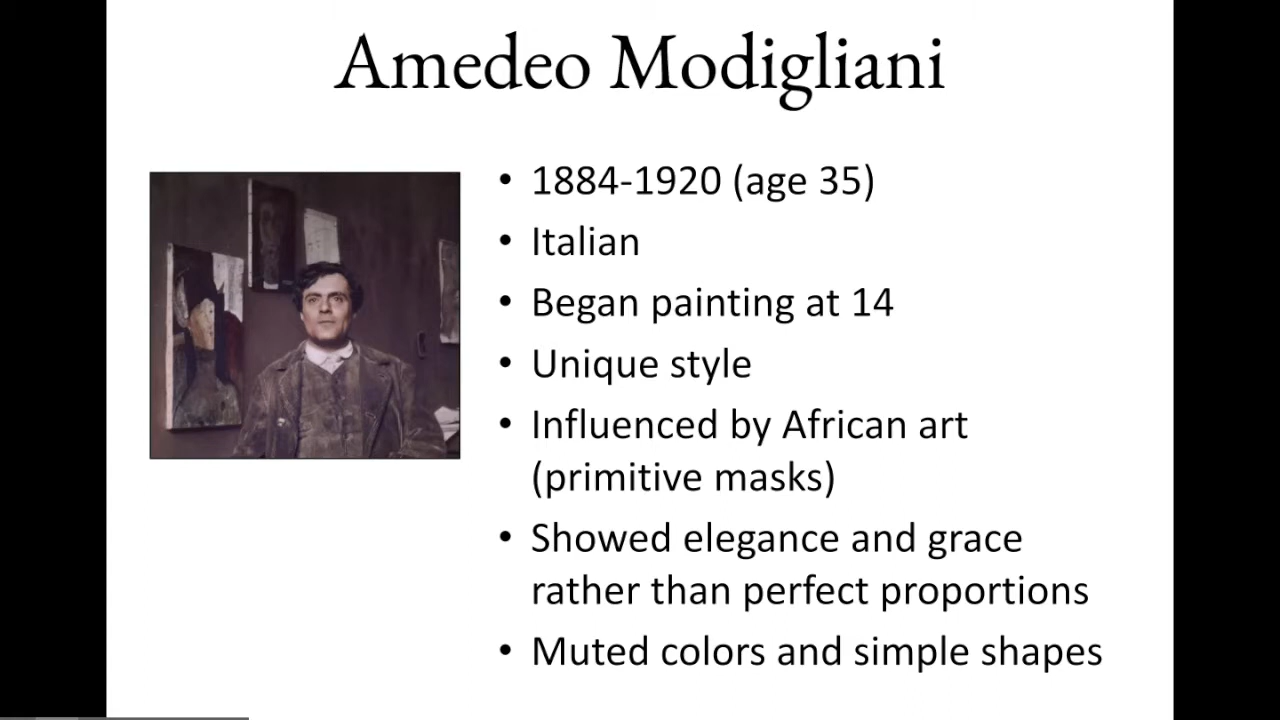 Amedeo Modigliani
• 1884-1920 (age 35)
• Italian
• Began painting at 14
• Unique style
• Influenced by African art
(primitive masks)
• Showed elegance and grace
rather than perfect proportions
• Muted colors and simple shapes